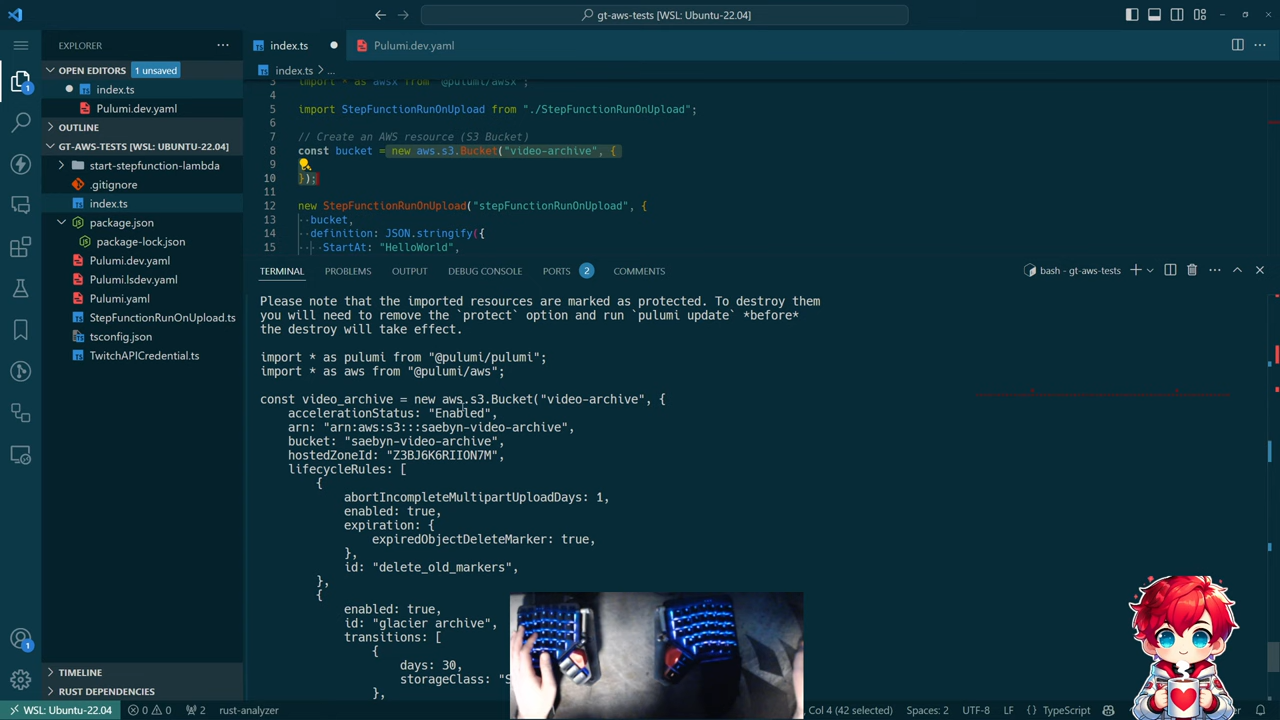 gt-aws-tests [WSL: Ubuntu-22.04]
EXPLORER
index.ts
Pulumi.dev.yaml
OPEN EDITORS
1 unsaved
index.ts
Pulumi.dev.yaml
OUTLINE
GT-AWS-TESTS [WSL: UBUNTU-22.04]
start-stepfunction-lambda
.gitignore
index.ts
package.json
package-lock.json
Pulumi.dev.yaml
Pulumi.lsdev.yaml
Pulumi.yaml
StepFunctionRunOnUpload.ts
tsconfig.json
TwitchAPICredential.ts
TIMELINE
RUST DEPENDENCIES
index.ts > ...
3 import * as awsx from "@pulumi/awsx";
4
5 import StepFunctionRunOnUpload from "./StepFunctionRunOnUpload";
6
7 // Create an AWS resource (S3 Bucket)
8 const bucket = new aws.s3.Bucket("video-archive", {
9
10 });
11
12 new StepFunctionRunOnUpload("stepFunctionRunOnUpload", {
13 bucket,
14 definition: JSON.stringify({
15 StartAt: "HelloWorld",
TERMINAL PROBLEMS OUTPUT DEBUG CONSOLE PORTS 2 COMMENTS
bash - gt-aws-tests
Please note that the imported resources are marked as protected. To destroy them
you will need to remove the `protect` option and run `pulumi update` *before*
the destroy will take effect.
import * as pulumi from "@pulumi/pulumi";
import * as aws from "@pulumi/aws";
const video_archive = new aws.s3.Bucket("video-archive", {
accelerationStatus: "Enabled",
arn: "arn:aws:s3:::saebyn-video-archive",
bucket: "saebyn-video-archive",
hostedZoneId: "Z3BJ6K6RIION7M",
lifecycleRules: [
{
abortIncompleteMultipartUploadDays: 1,
enabled: true,
expiration: {
expiredObjectDeleteMarker: true,
},
id: "delete_old_markers",
},
{
enabled: true,
id: "glacier archive",
transitions: [
{
days: 30,
storageClass: "S
},
WSL: Ubuntu-22.04 0 0 2 rust-analyzer
Col 4 (42 selected) Spaces: 2 UTF-8 LF {} TypeScript